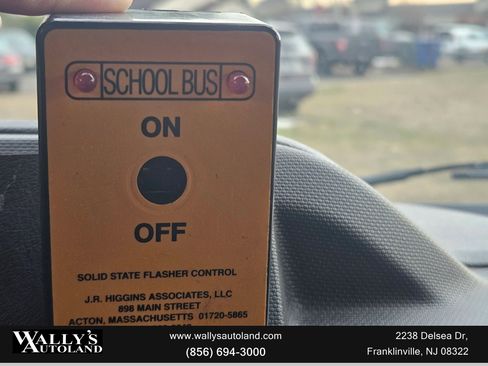 SCHOOL BUS
ON
OFF
SOLID STATE FLASHER CONTROL
J.R. HIGGINS ASSOCIATES, LLC
898 MAIN STREET
ACTON, MASSACHUSETTS 01720-5865
WALLY'S
AUTOLAND
www.wallysautoland.com
(856) 694-3000
2238 Delsea Dr,
Franklinville, NJ 08322